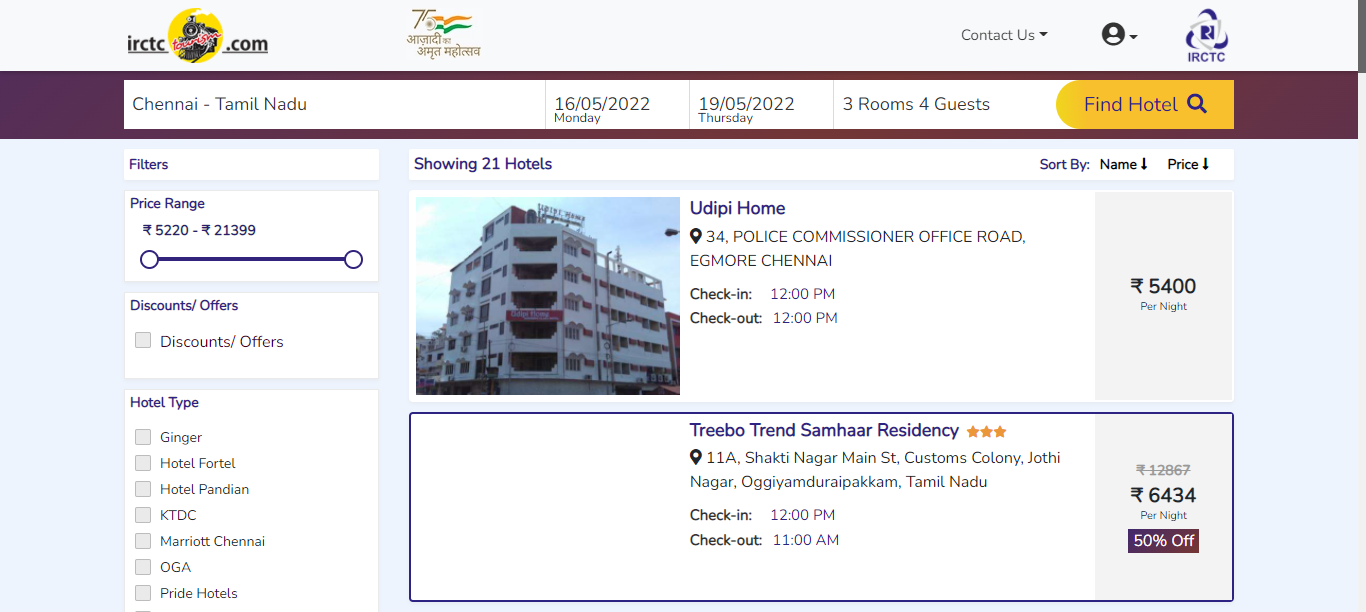 irctc tourism .com
75
आज़ादी का
अमृत महोत्सव
Contact Us
IRCTC
Chennai - Tamil Nadu
16/05/2022
Monday
19/05/2022
Thursday
3 Rooms 4 Guests
Find Hotel
Filters
Price Range
₹ 5220 - ₹ 21399
Discounts/ Offers
Discounts/ Offers
Hotel Type
Ginger
Hotel Fortel
Hotel Pandian
KTDC
Marriott Chennai
OGA
Pride Hotels
Showing 21 Hotels
Sort By: Name Price
UDIPI HOME
Udipi Home
Udipi Home
34, POLICE COMMISSIONER OFFICE ROAD,
EGMORE CHENNAI
Check-in: 12:00 PM
Check-out: 12:00 PM
₹ 5400
Per Night
Treebo Trend Samhaar Residency
11A, Shakti Nagar Main St, Customs Colony, Jothi
Nagar, Oggiyamduraipakkam, Tamil Nadu
Check-in: 12:00 PM
Check-out: 11:00 AM
₹ 12867
₹ 6434
Per Night
50% Off